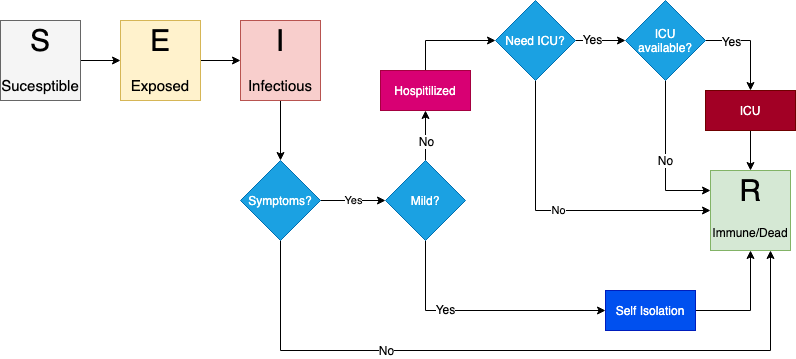 S
Sucesptible
E
Exposed
I
Infectious
Symptoms?
Yes
Mild?
No
Hospitilized
Need ICU?
Yes
ICU
available?
Yes
ICU
No
No
R
Immune/Dead
Yes
Self Isolation
No